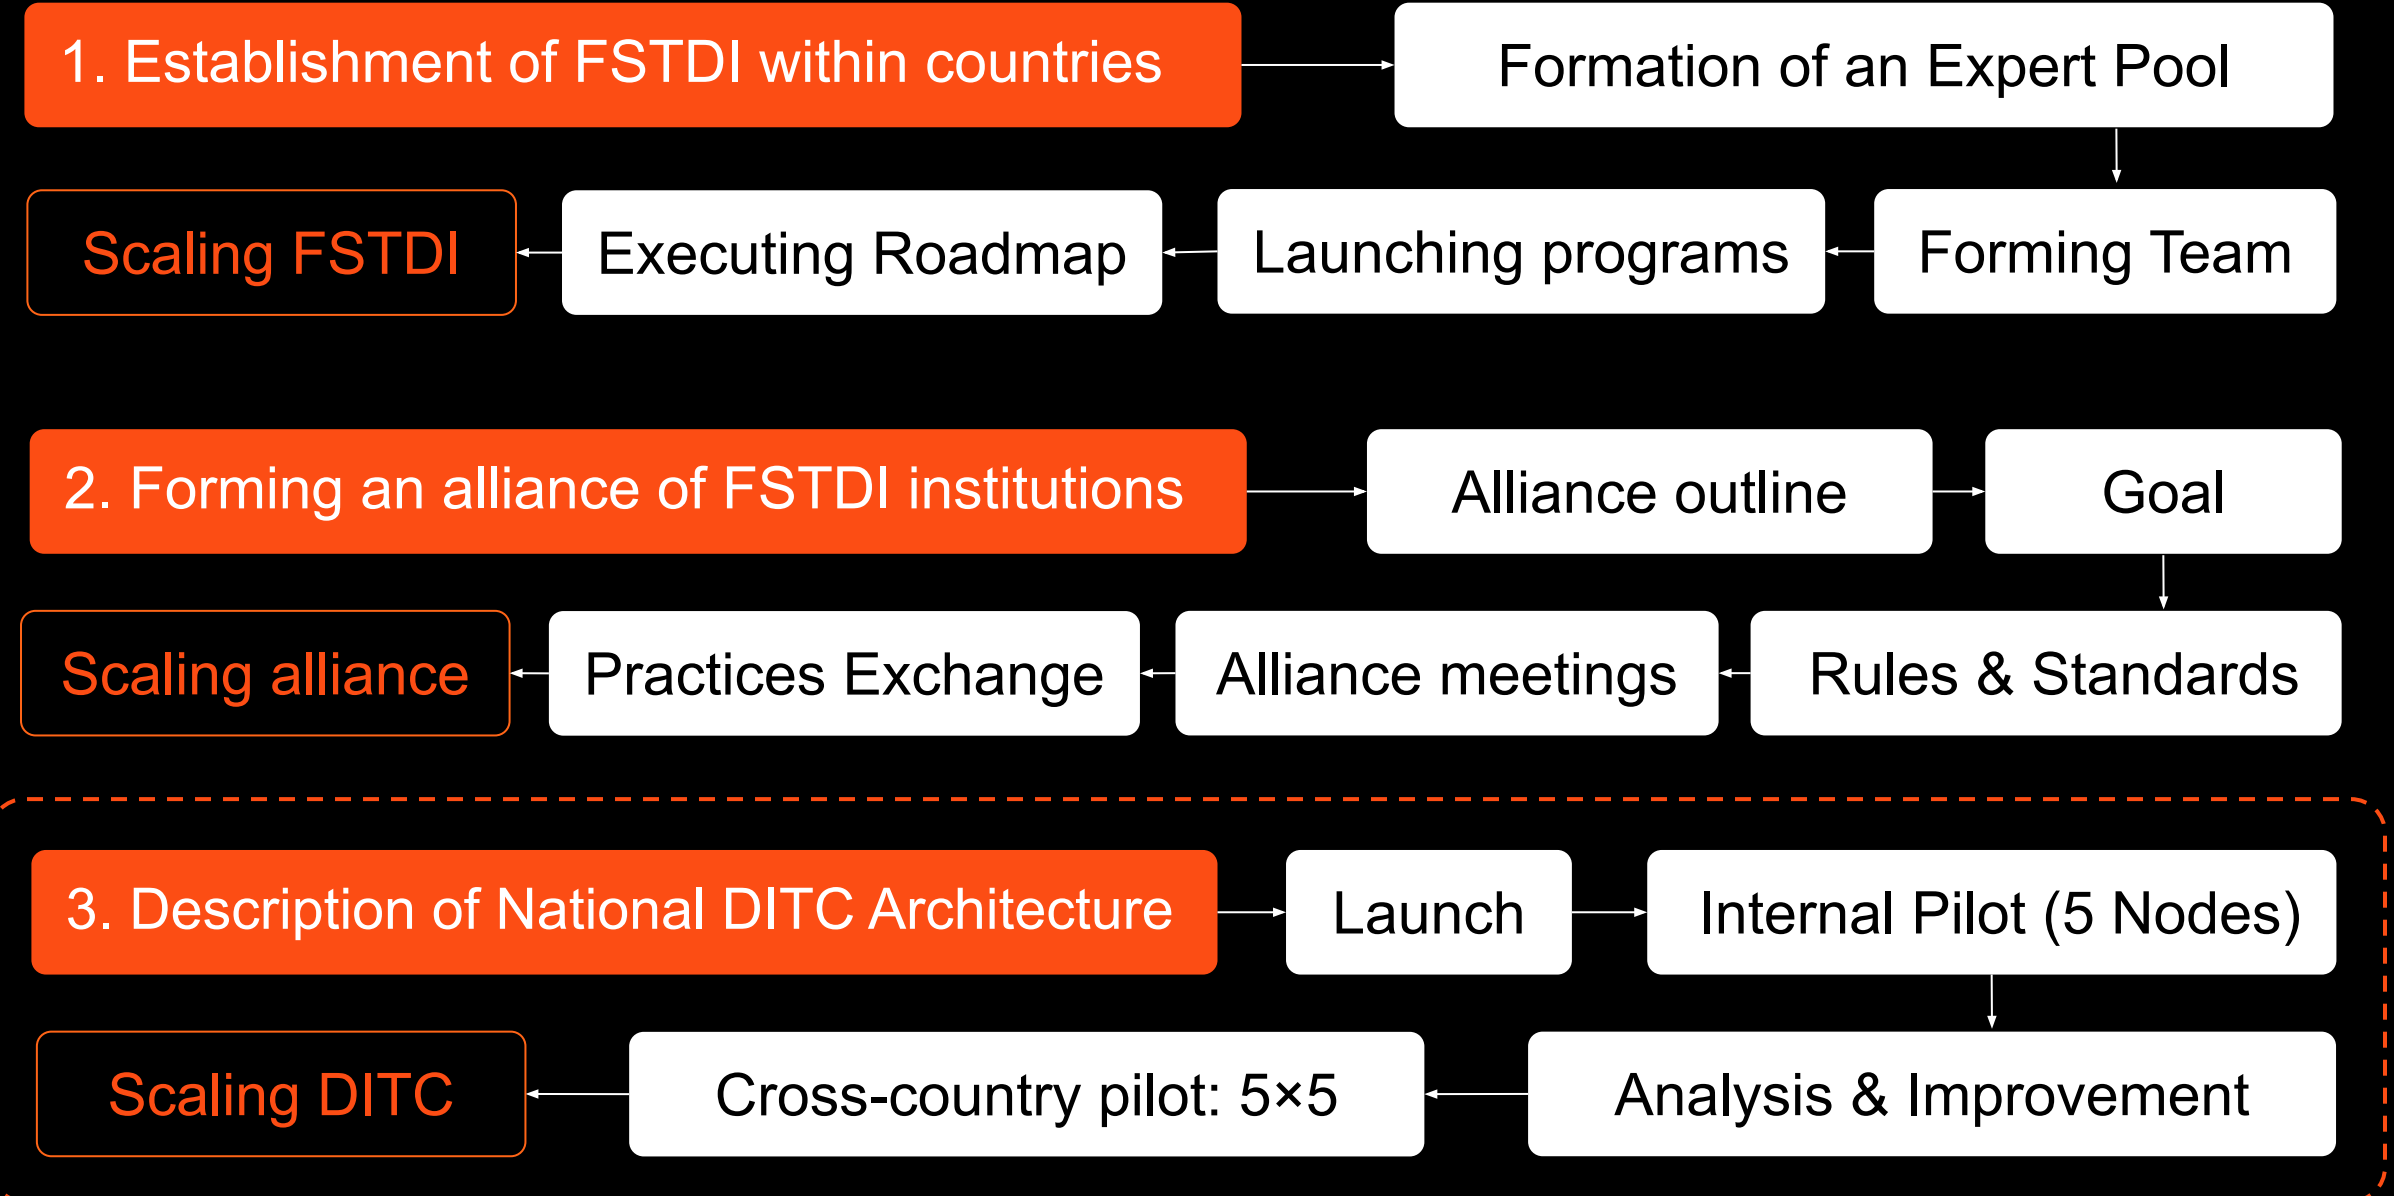 1. Establishment of FSTDI within countries
Formation of an Expert Pool
Forming Team
Launching programs
Executing Roadmap
Scaling FSTDI
2. Forming an alliance of FSTDI institutions
Alliance outline
Goal
Rules & Standards
Alliance meetings
Practices Exchange
Scaling alliance
3. Description of National DITC Architecture
Launch
Internal Pilot (5 Nodes)
Analysis & Improvement
Cross-country pilot: 5×5
Scaling DITC